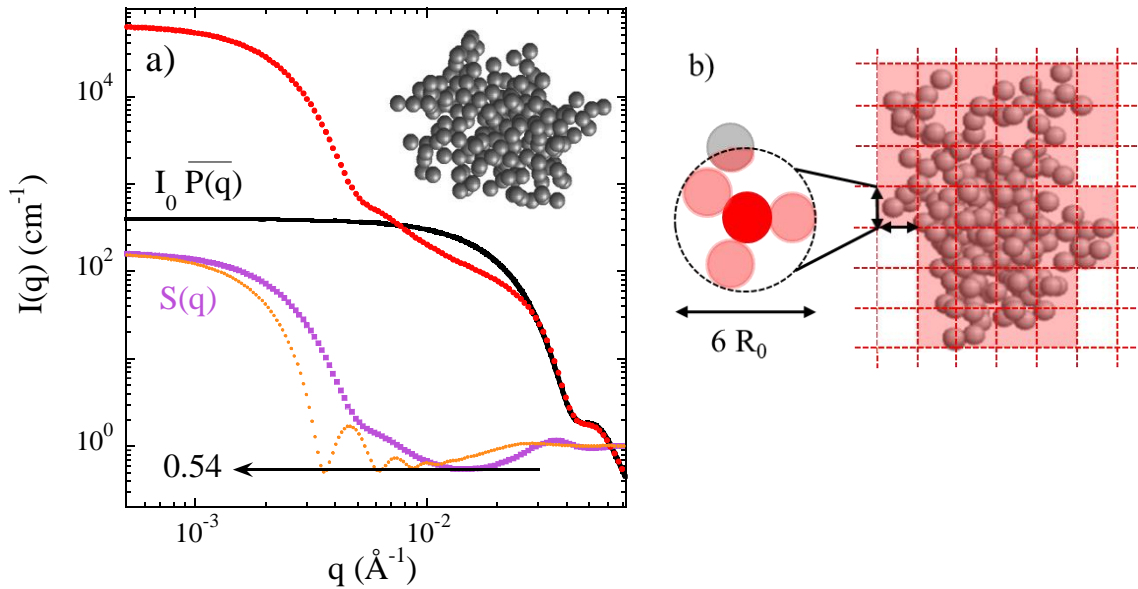 a)
I(q) (cm⁻¹)
10⁴
10²
10⁰
I₀ P̅(̅q̅)̅
S(q)
0.54
10⁻³
10⁻²
q (Å⁻¹)
b)
6 R₀